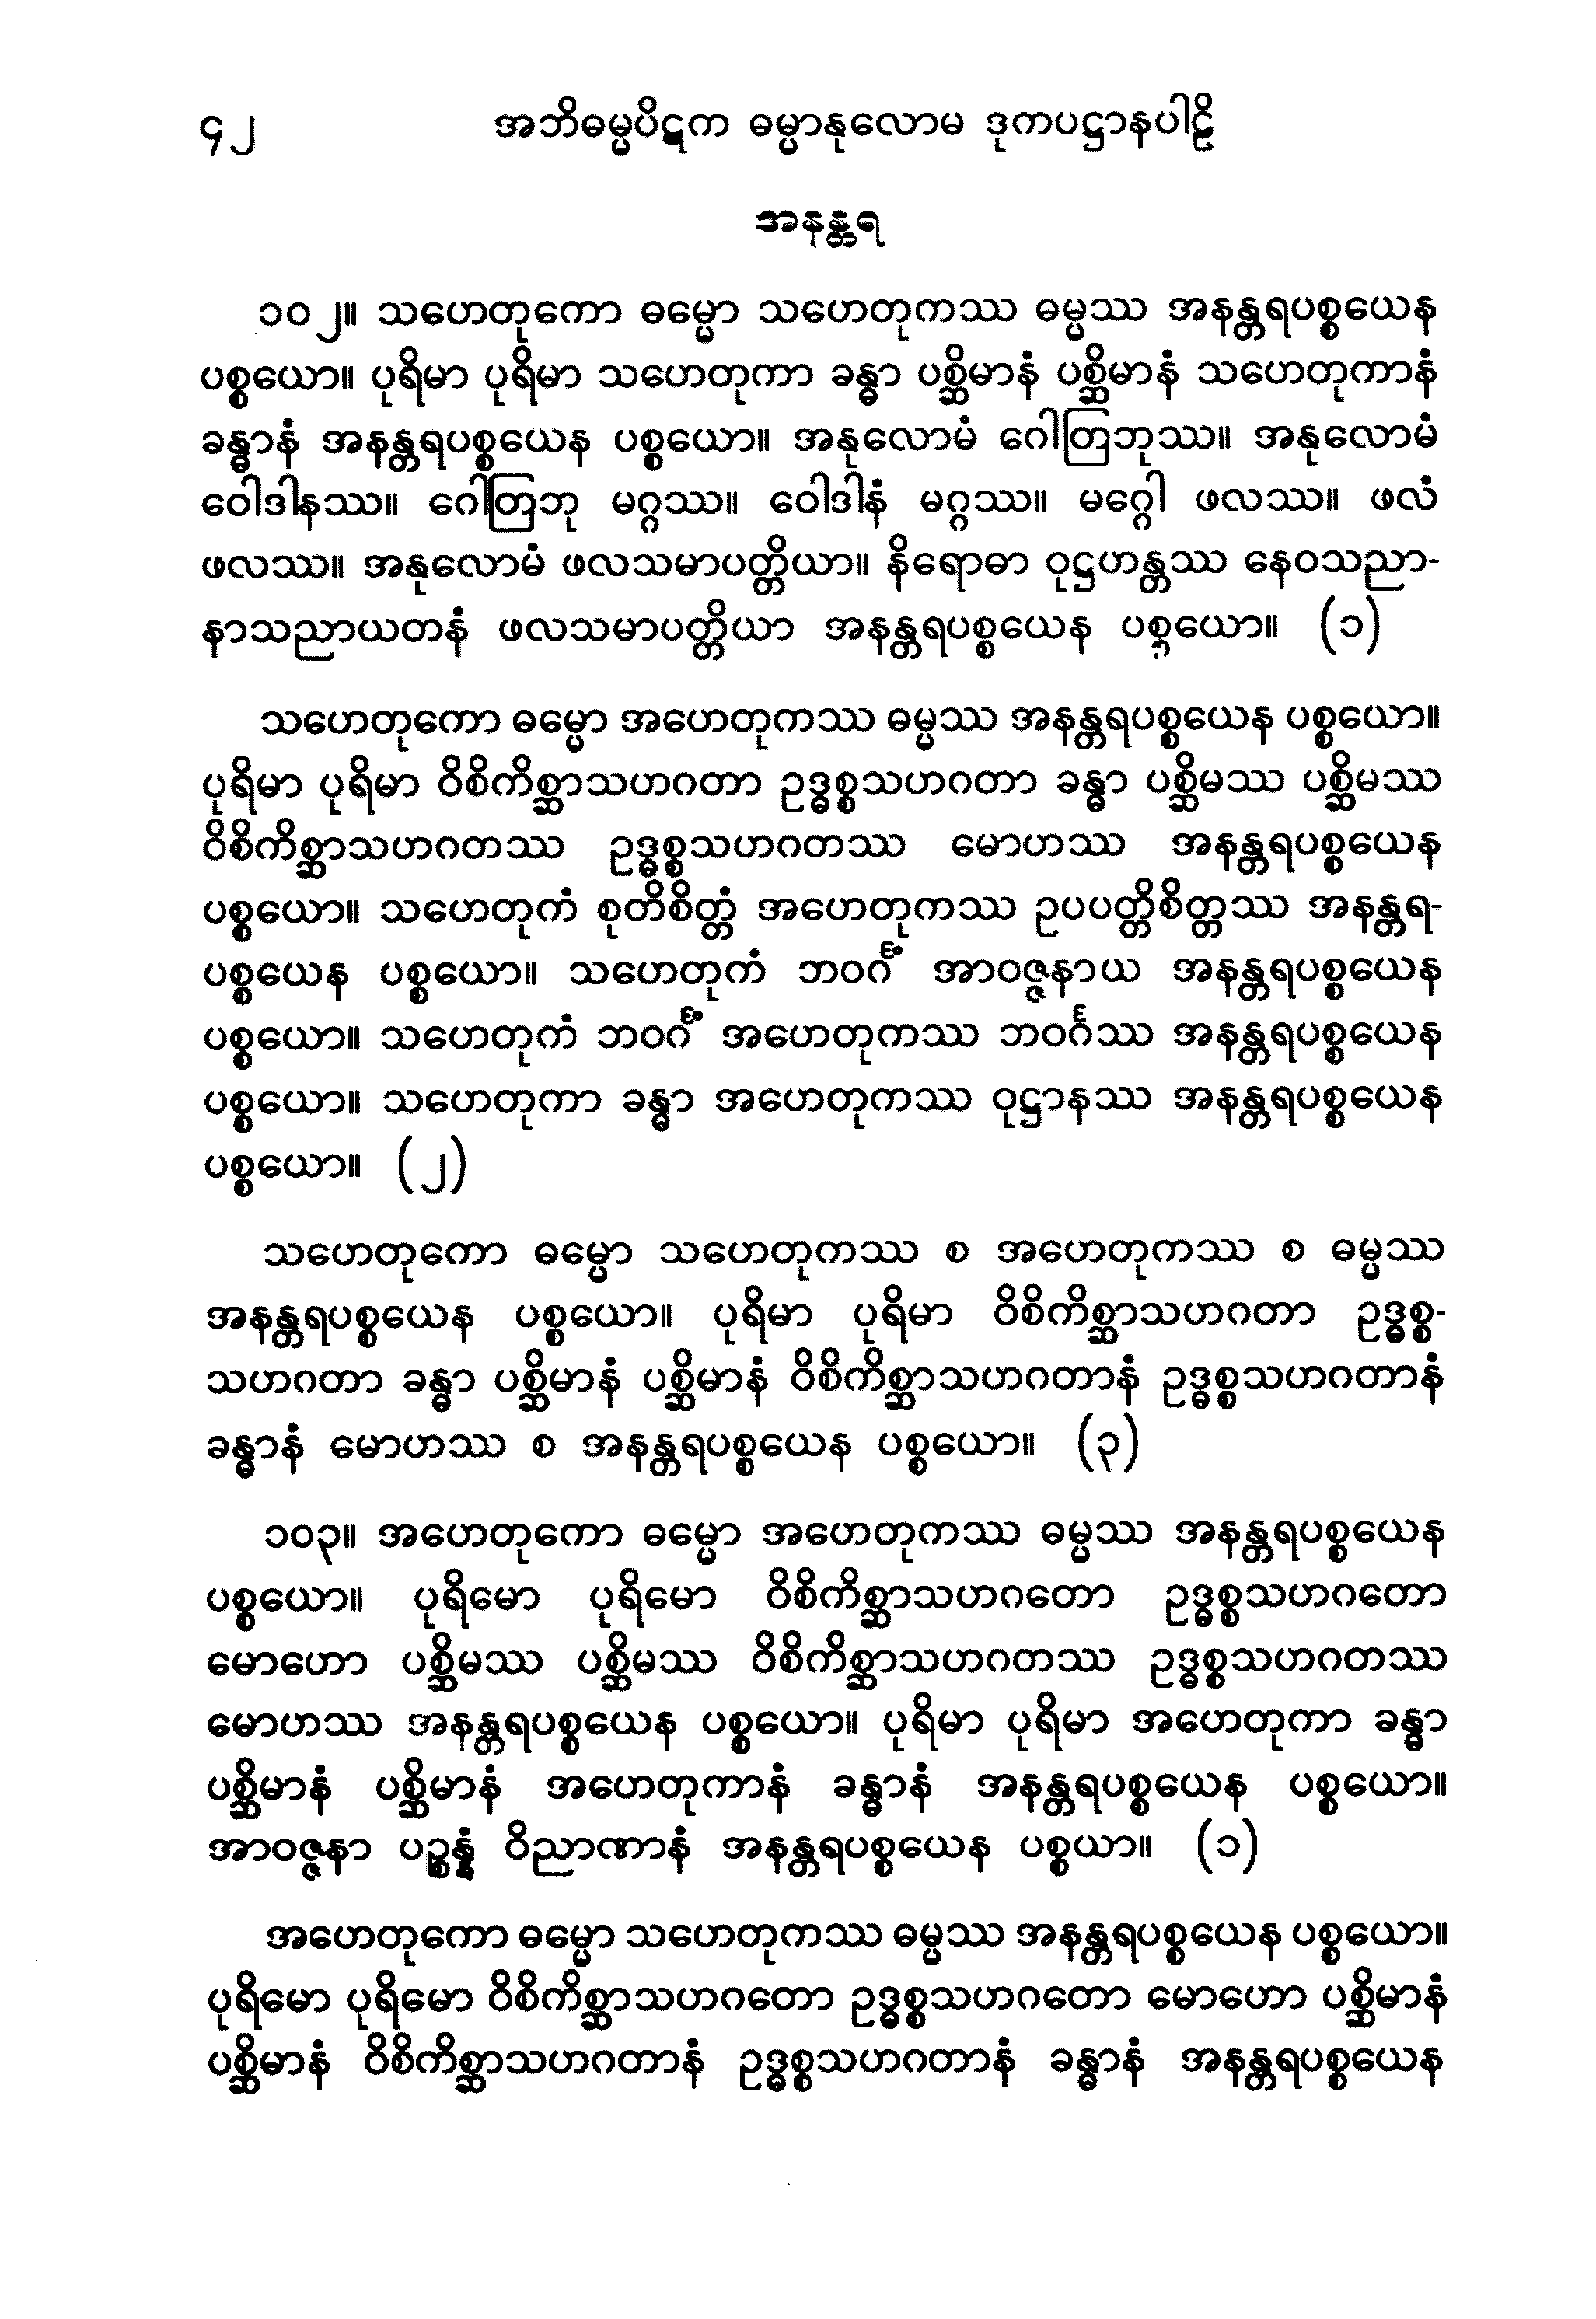 ၄၂ အဘိဓမ္မပိဋက ဓမ္မာနုလောမ ဒုကပဋ္ဌာနပါဠိ
အနန္တရ
၁၀၂။ သဟေတုကော ဓမ္မော သဟေတုကဿ ဓမ္မဿ အနန္တရပစ္စယေန
ပစ္စယော။ ပုရိမာ ပုရိမာ သဟေတုကာ ခန္ဓာ ပစ္ဆိမာနံ ပစ္ဆိမာနံ သဟေတုကာနံ
ခန္ဓာနံ အနန္တရပစ္စယေန ပစ္စယော။ အနုလောမံ ဂေါတြဘုဿ။ အနုလောမံ
ဝေါဒါနဿ။ ဂေါတြဘု မဂ္ဂဿ။ ဝေါဒါနံ မဂ္ဂဿ။ မဂ္ဂေါ ဖလဿ။ ဖလံ
ဖလဿ။ အနုလောမံ ဖလသမာပတ္တိယာ။ နိရောဓာ ဝုဋ္ဌဟန္တဿ နေဝသညာ-
နာသညာယတနံ ဖလသမာပတ္တိယာ အနန္တရပစ္စယေန ပစ္စယော။ (၁)
သဟေတုကော ဓမ္မော အဟေတုကဿ ဓမ္မဿ အနန္တရပစ္စယေန ပစ္စယော။
ပုရိမာ ပုရိမာ ဝိစိကိစ္ဆာသဟဂတာ ဥဒ္ဓစ္စသဟဂတာ ခန္ဓာ ပစ္ဆိမဿ ပစ္ဆိမဿ
ဝိစိကိစ္ဆာသဟဂတဿ ဥဒ္ဓစ္စသဟဂတဿ မောဟဿ အနန္တရပစ္စယေန
ပစ္စယော။ သဟေတုကံ စုတိစိတ္တံ အဟေတုကဿ ဥပပတ္တိစိတ္တဿ အနန္တရ-
ပစ္စယေန ပစ္စယော။ သဟေတုကံ ဘဝင်္ဂံ အာဝဇ္ဇနာယ အနန္တရပစ္စယေန
ပစ္စယော။ သဟေတုကံ ဘဝင်္ဂံ အဟေတုကဿ ဘဝင်္ဂဿ အနန္တရပစ္စယေန
ပစ္စယော။ သဟေတုကာ ခန္ဓာ အဟေတုကဿ ဝုဋ္ဌာနဿ အနန္တရပစ္စယေန
ပစ္စယော။ (၂)
သဟေတုကော ဓမ္မော သဟေတုကဿ စ အဟေတုကဿ စ ဓမ္မဿ
အနန္တရပစ္စယေန ပစ္စယော။ ပုရိမာ ပုရိမာ ဝိစိကိစ္ဆာသဟဂတာ ဥဒ္ဓစ္စ-
သဟဂတာ ခန္ဓာ ပစ္ဆိမာနံ ပစ္ဆိမာနံ ဝိစိကိစ္ဆာသဟဂတာနံ ဥဒ္ဓစ္စသဟဂတာနံ
ခန္ဓာနံ မောဟဿ စ အနန္တရပစ္စယေန ပစ္စယော။ (၃)
၁၀၃။ အဟေတုကော ဓမ္မော အဟေတုကဿ ဓမ္မဿ အနန္တရပစ္စယေန
ပစ္စယော။ ပုရိမော ပုရိမော ဝိစိကိစ္ဆာသဟဂတော ဥဒ္ဓစ္စသဟဂတော
မောဟော ပစ္ဆိမဿ ပစ္ဆိမဿ ဝိစိကိစ္ဆာသဟဂတဿ ဥဒ္ဓစ္စသဟဂတဿ
မောဟဿ အနန္တရပစ္စယေန ပစ္စယော။ ပုရိမာ ပုရိမာ အဟေတုကာ ခန္ဓာ
ပစ္ဆိမာနံ ပစ္ဆိမာနံ အဟေတုကာနံ ခန္ဓာနံ အနန္တရပစ္စယေန ပစ္စယော။
အာဝဇ္ဇနာ ပဉ္စန္နံ ဝိညာဏာနံ အနန္တရပစ္စယေန ပစ္စယာ။ (၁)
အဟေတုကော ဓမ္မော သဟေတုကဿ ဓမ္မဿ အနန္တရပစ္စယေန ပစ္စယော။
ပုရိမော ပုရိမော ဝိစိကိစ္ဆာသဟဂတော ဥဒ္ဓစ္စသဟဂတော မောဟော ပစ္ဆိမာနံ
ပစ္ဆိမာနံ ဝိစိကိစ္ဆာသဟဂတာနံ ဥဒ္ဓစ္စသဟဂတာနံ ခန္ဓာနံ အနန္တရပစ္စယေန